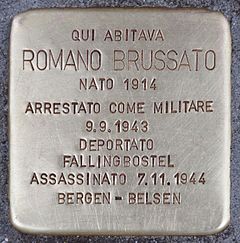 QUI ABITAVA
ROMANO BRUSSATO
NATO 1914
ARRESTATO COME MILITARE
9.9.1943
DEPORTATO
FALLINGBOSTEL
ASSASSINATO 7.11.1944
BERGEN - BELSEN